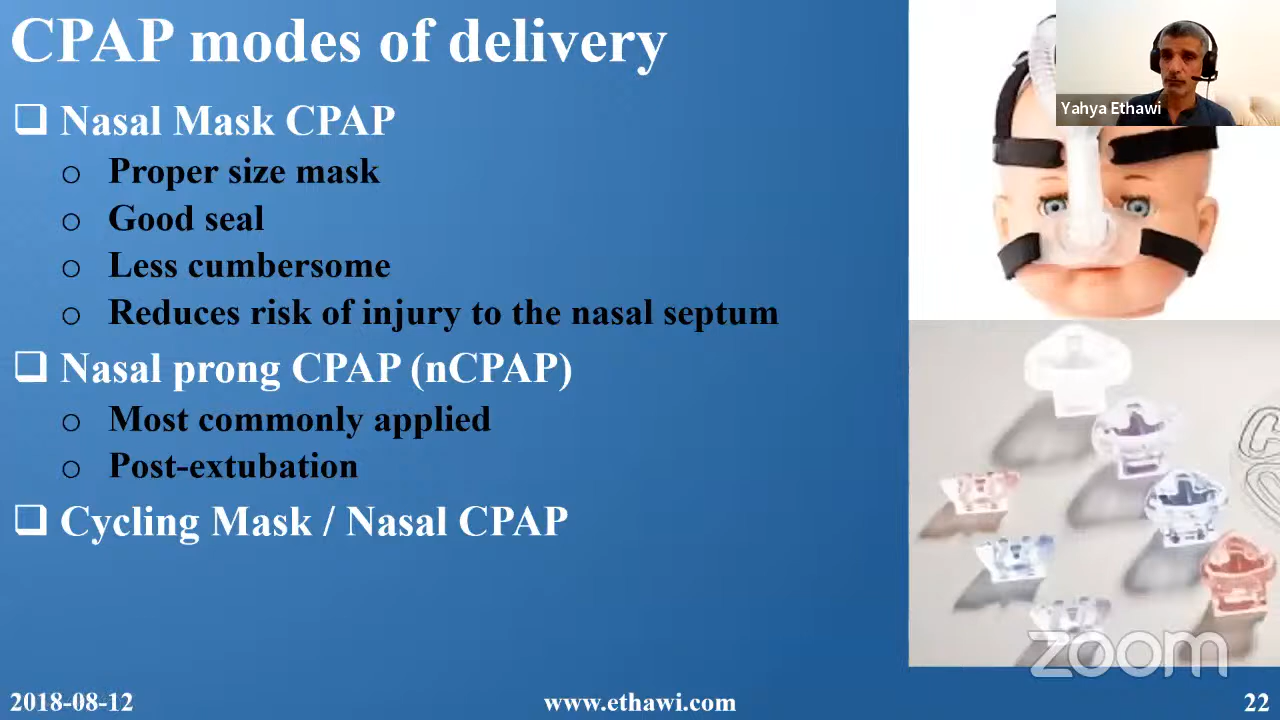 CPAP modes of delivery
Yahya Ethawi
❑ Nasal Mask CPAP
o Proper size mask
o Good seal
o Less cumbersome
o Reduces risk of injury to the nasal septum
❑ Nasal prong CPAP (nCPAP)
o Most commonly applied
o Post-extubation
❑ Cycling Mask / Nasal CPAP
zoom
2018-08-12
www.ethawi.com
22